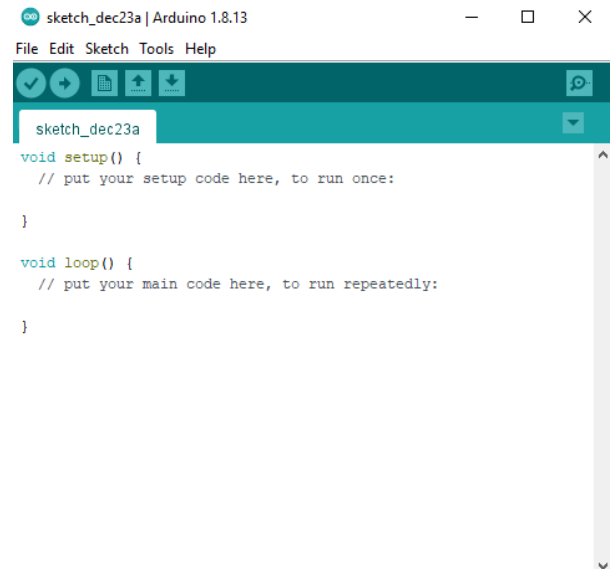 sketch_dec23a | Arduino 1.8.13
File Edit Sketch Tools Help
sketch_dec23a
void setup() {
  // put your setup code here, to run once:
}
void loop() {
  // put your main code here, to run repeatedly:
}